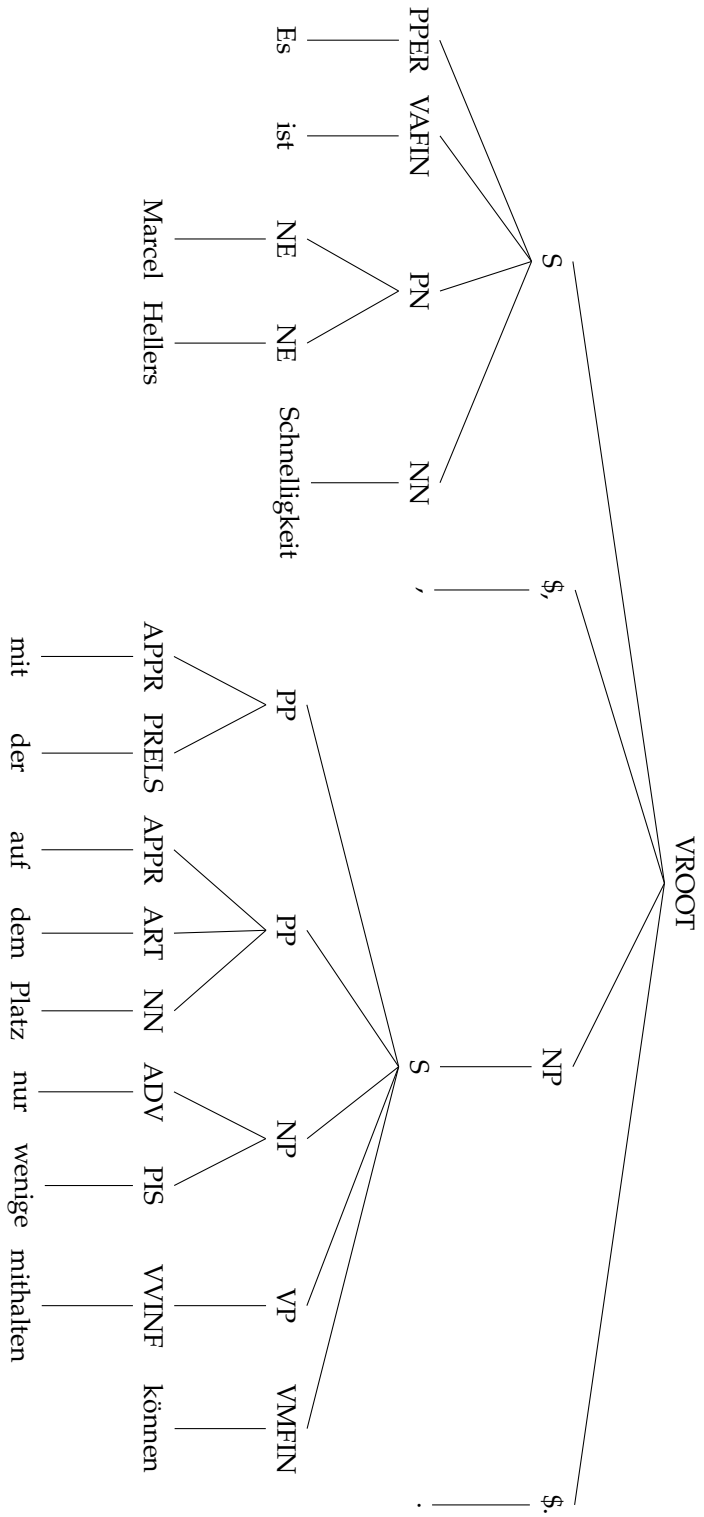 VROOT
S $, NP $.
PPER VAFIN PN NN , S .
Es ist NE NE Schnelligkeit PP PP NP VP VMFIN
Marcel Hellers APPR PRELS APPR ART NN ADV PIS VVINF können
mit der auf dem Platz nur wenige mithalten